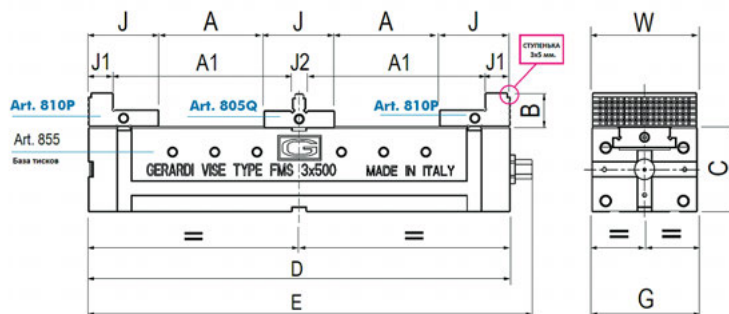 J A J A J W
J1 A1 J2 A1 J1
СТУПЕНЬКА
3x5 мм.
Art. 810P Art. 805Q Art. 810P B
Art. 855
База тисков
G
GERARDI VISE TYPE FMS 3x500 MADE IN ITALY
C
= = = =
D
E G